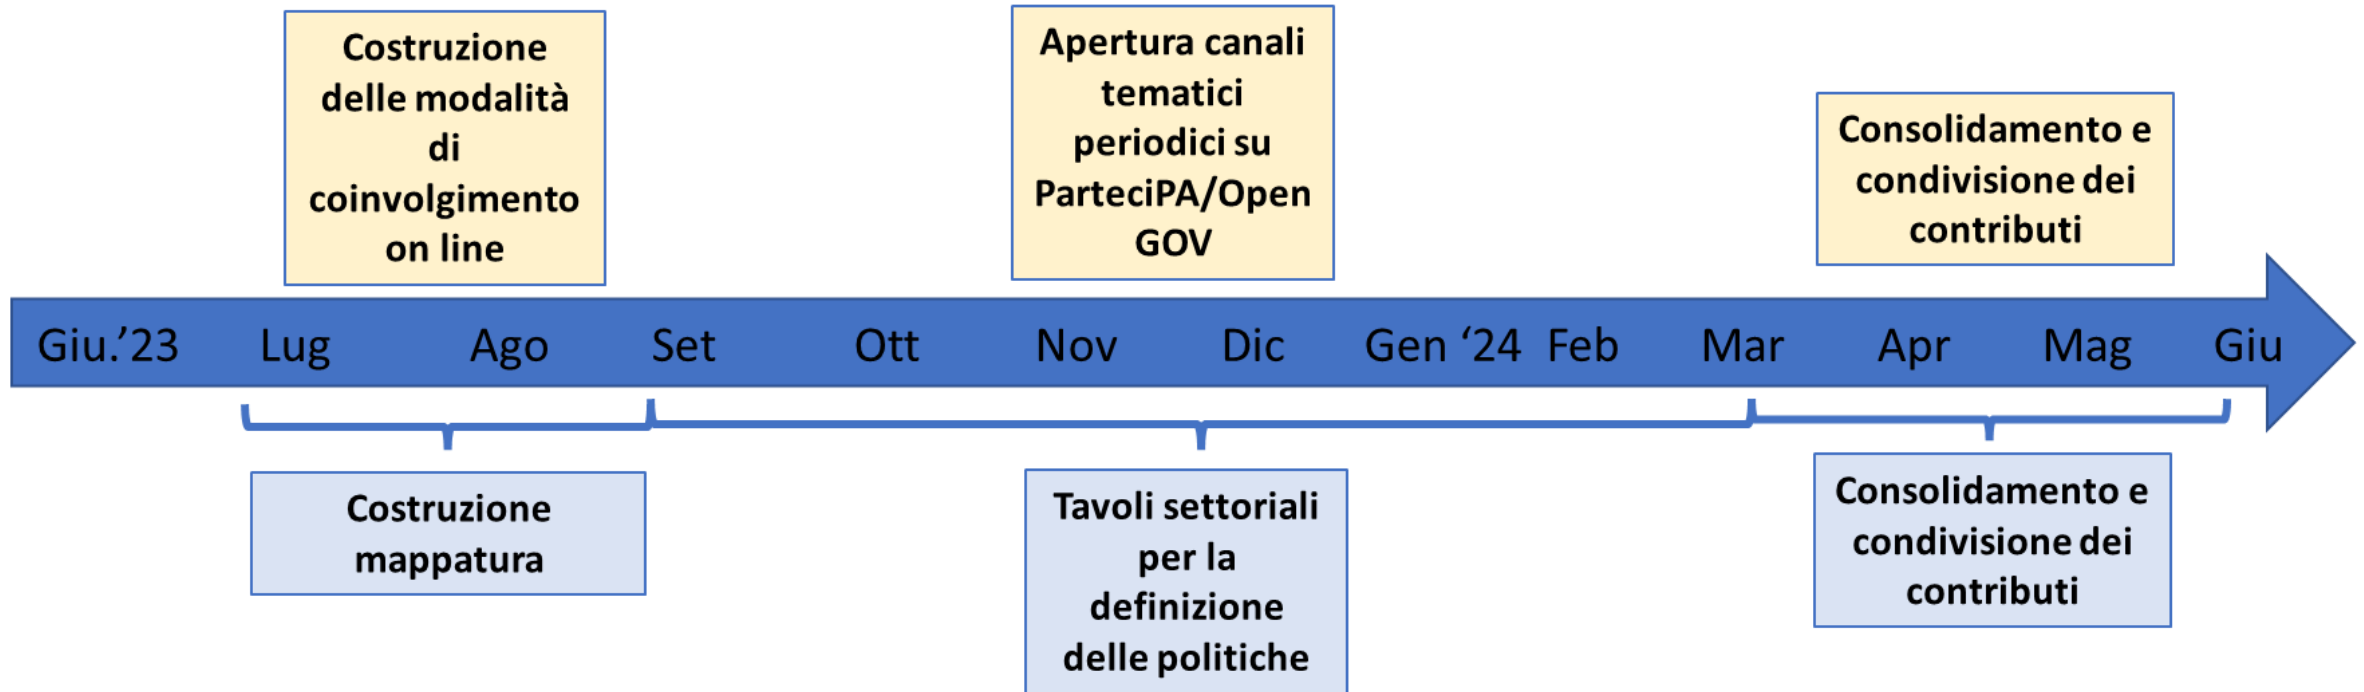 Costruzione
delle modalità
di
coinvolgimento
on line
Apertura canali
tematici
periodici su
ParteciPA/Open
GOV
Consolidamento e
condivisione dei
contributi
Giu.’23 Lug Ago Set Ott Nov Dic Gen ‘24 Feb Mar Apr Mag Giu
Costruzione
mappatura
Tavoli settoriali
per la
definizione
delle politiche
Consolidamento e
condivisione dei
contributi